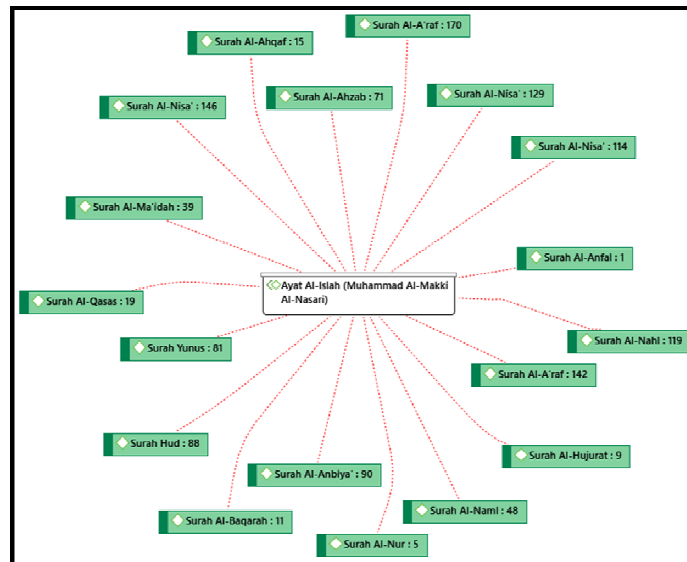 Surah Al-A'raf : 170
Surah Al-Ahqaf : 15
Surah Al-Ahzab : 71
Surah Al-Nisa' : 129
Surah Al-Nisa' : 146
Surah Al-Nisa' : 114
Surah Al-Ma'idah : 39
Surah Al-Anfal : 1
Ayat Al-Islah (Muhammad Al-Makki
Al-Nasari)
Surah Al-Qasas : 19
Surah Al-Nahl : 119
Surah Yunus : 81
Surah Al-A'raf : 142
Surah Hud : 88
Surah Al-Hujurat : 9
Surah Al-Anbiya' : 90
Surah Al-Naml : 48
Surah Al-Baqarah : 11
Surah Al-Nur : 5